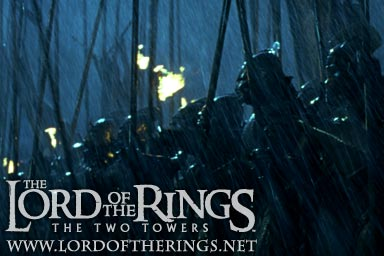 THE
LORD OF THE RINGS
THE TWO TOWERS
WWW.LORDOFTHERINGS.NET